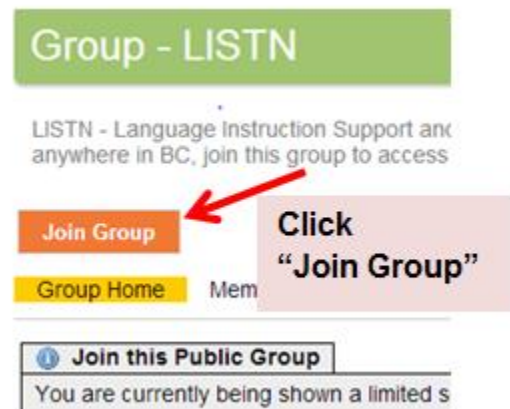 Group - LISTN
LISTN - Language Instruction Support and
anywhere in BC, join this group to access
Join Group
Click
“Join Group”
Group Home Mem
Join this Public Group
You are currently being shown a limited s